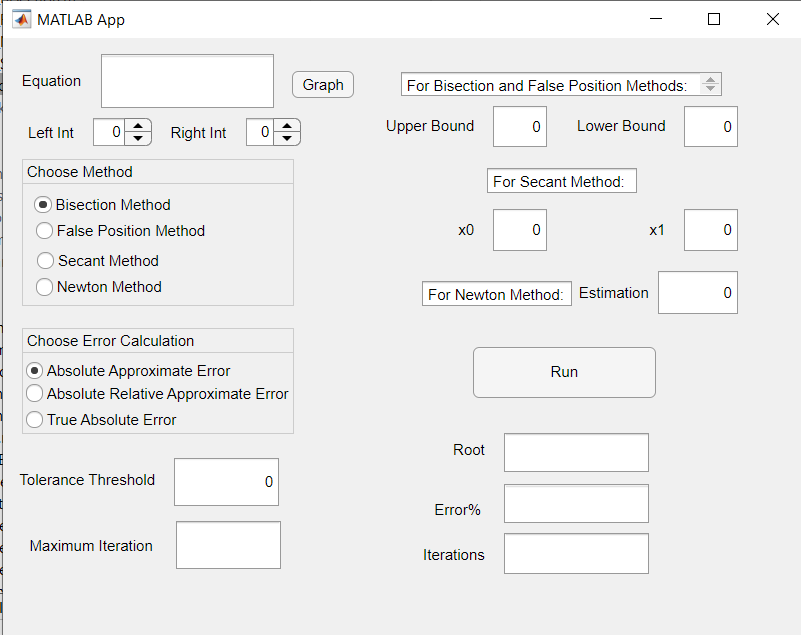 MATLAB App
Equation
Graph
Left Int 0 Right Int 0
Choose Method
Bisection Method
False Position Method
Secant Method
Newton Method
Choose Error Calculation
Absolute Approximate Error
Absolute Relative Approximate Error
True Absolute Error
Tolerance Threshold 0
Maximum Iteration
For Bisection and False Position Methods:
Upper Bound 0 Lower Bound 0
For Secant Method:
x0 0 x1 0
For Newton Method: Estimation 0
Run
Root
Error%
Iterations